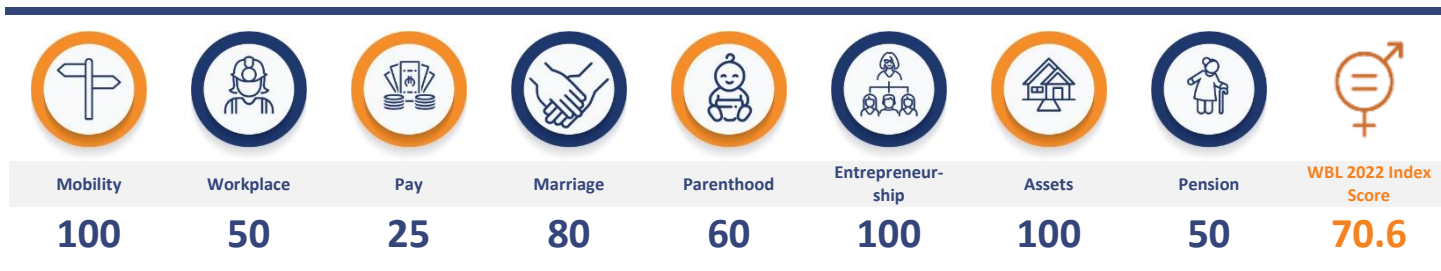 Mobility
Workplace
Pay
Marriage
Parenthood
Entrepreneur-
ship
Assets
Pension
WBL 2022 Index
Score
100
50
25
80
60
100
100
50
70.6